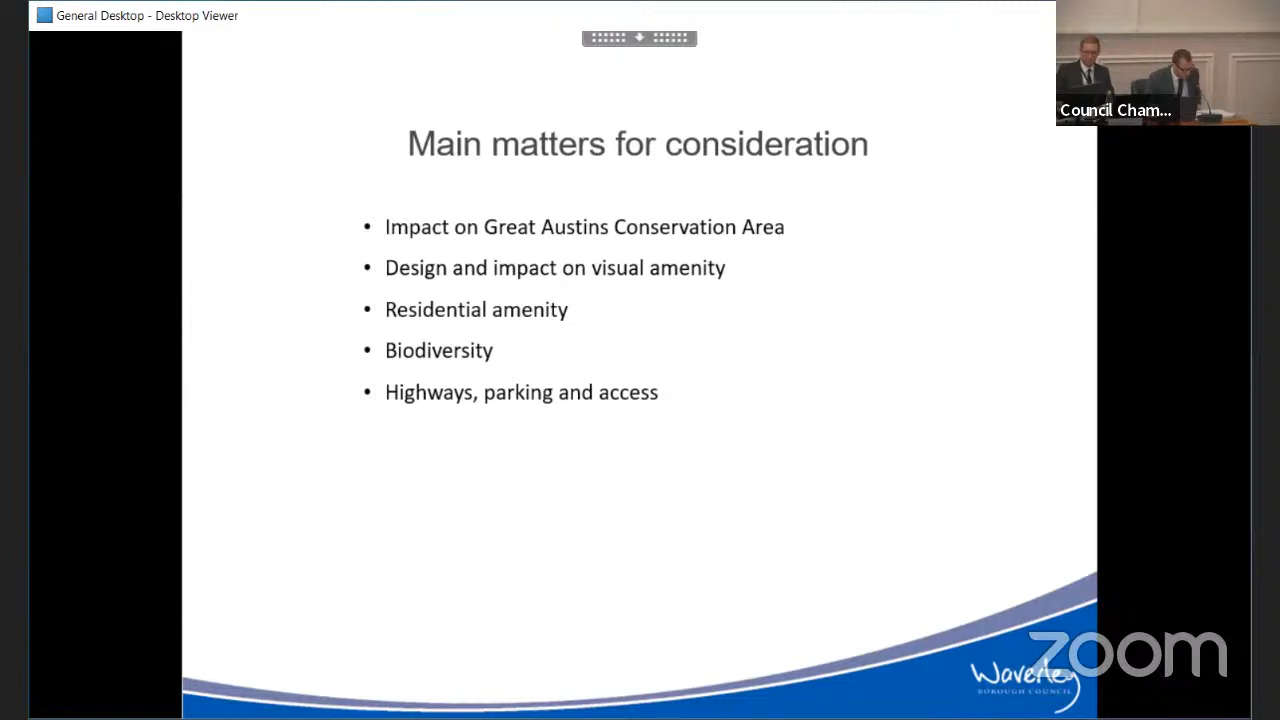 General Desktop - Desktop Viewer
Council Cham...
Main matters for consideration
• Impact on Great Austins Conservation Area
• Design and impact on visual amenity
• Residential amenity
• Biodiversity
• Highways, parking and access
zoom
Waverley
BOROUGH COUNCIL